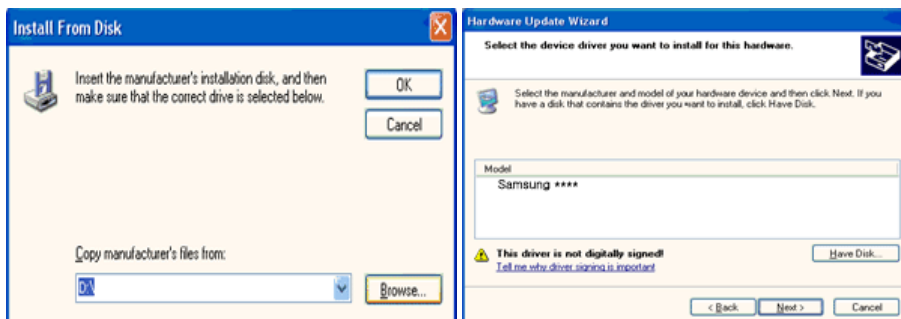 Install From Disk
Insert the manufacturer's installation disk, and then
make sure that the correct drive is selected below.
OK
Cancel
Copy manufacturer's files from:
D:\
Browse...
Hardware Update Wizard
Select the device driver you want to install for this hardware.
Select the manufacturer and model of your hardware device and then click Next. If you
have a disk that contains the driver you want to install, click Have Disk.
Model
Samsung ****
This driver is not digitally signed!
Tell me why driver signing is important
Have Disk...
< Back
Next >
Cancel